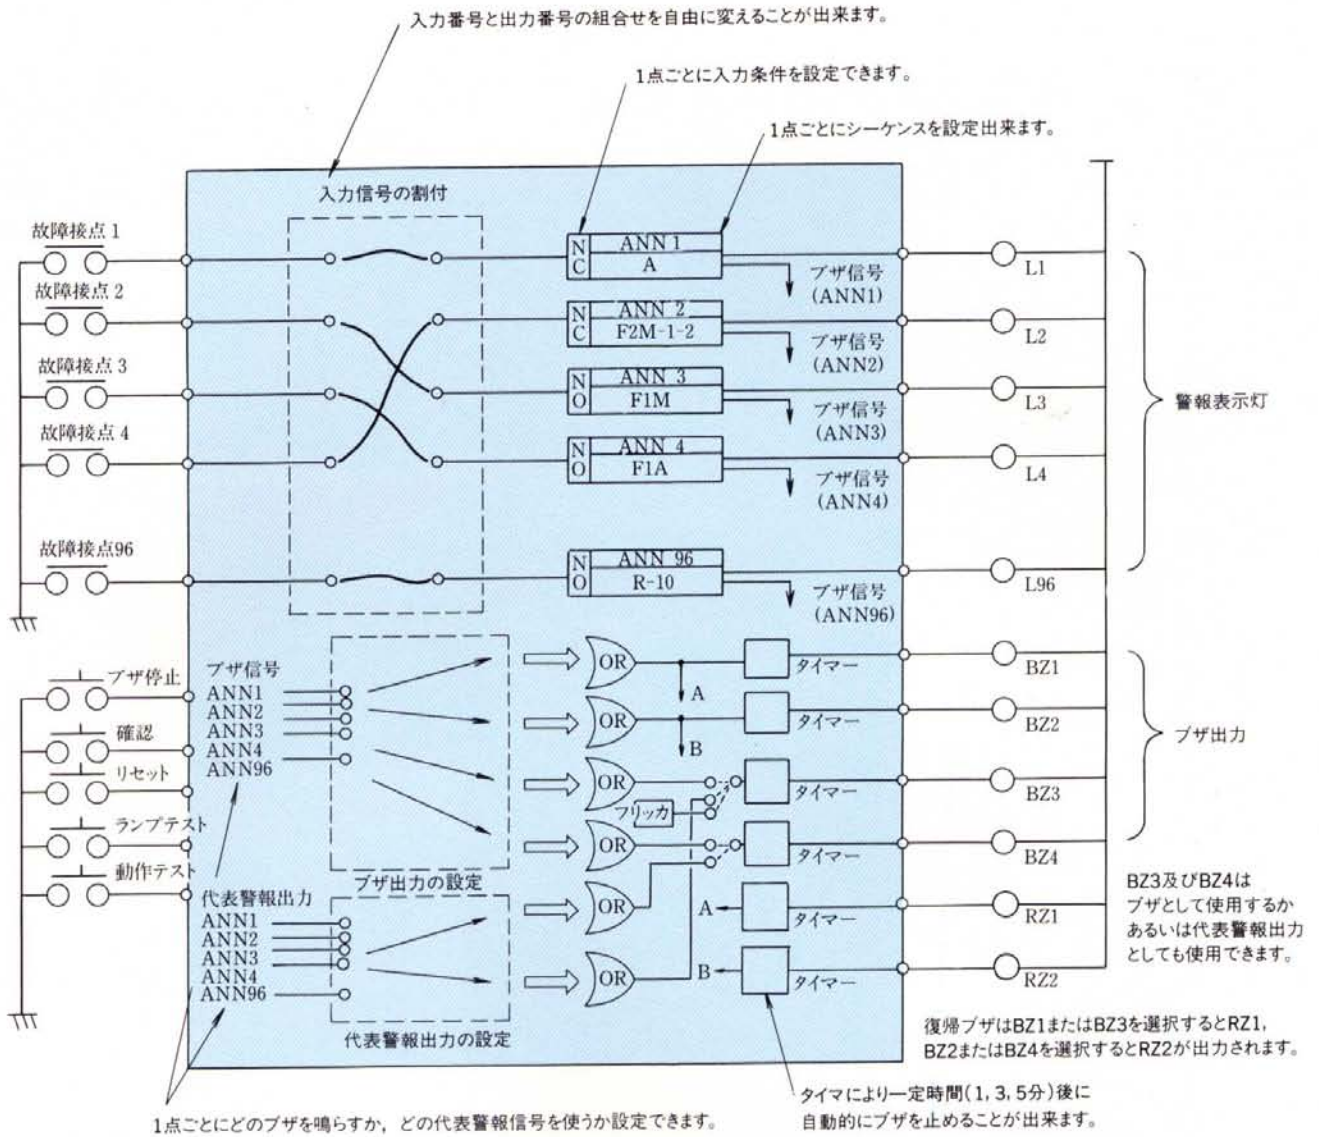 入力番号と出力番号の組合せを自由に変えることが出来ます。
1点ごとに入力条件を設定できます。
1点ごとにシーケンスを設定出来ます。
入力信号の割付
故障接点1
NC
ANN 1
A
ブザ信号
(ANN1)
L1
故障接点2
NC
ANN 2
F2M-1-2
ブザ信号
(ANN2)
L2
故障接点3
NO
ANN 3
F1M
ブザ信号
(ANN3)
L3
警報表示灯
故障接点4
NO
ANN 4
F1A
ブザ信号
(ANN4)
L4
故障接点96
NO
ANN 96
R-10
ブザ信号
(ANN96)
L96
ブザ停止
確認
リセット
ランプテスト
動作テスト
ブザ信号
ANN1
ANN2
ANN3
ANN4
ANN96
ブザ出力の設定
OR
A
タイマー
BZ1
OR
B
タイマー
BZ2
ブザ出力
OR
フリッカ
タイマー
BZ3
OR
タイマー
BZ4
代表警報出力
ANN1
ANN2
ANN3
ANN4
ANN96
代表警報出力の設定
OR
A
タイマー
RZ1
OR
B
タイマー
RZ2
BZ3及びBZ4は
ブザとして使用するか
あるいは代表警報出力
としても使用できます。
復帰ブザはBZ1またはBZ3を選択するとRZ1,
BZ2またはBZ4を選択するとRZ2が出力されます。
タイマにより一定時間(1, 3, 5分)後に
自動的にブザを止めることが出来ます。
1点ごとにどのブザを鳴らすか, どの代表警報信号を使うか設定できます。